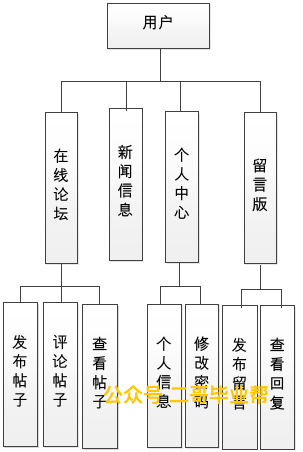 用户
在线论坛
新闻信息
个人中心
留言版
发布帖子
评论帖子
查看帖子
个人信息
修改密码
发布留言
查看回复
公众号 二哥毕业帮